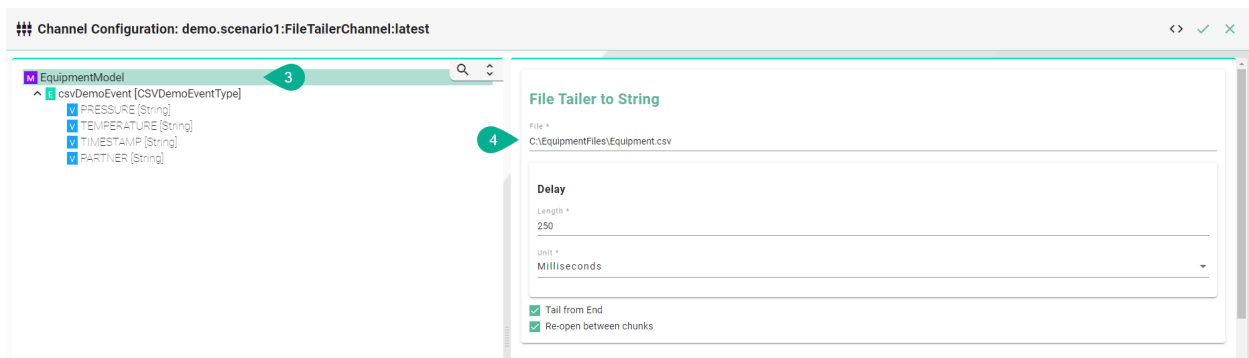 Channel Configuration: demo.scenario1:FileTailerChannel:latest
M EquipmentModel
3
E csvDemoEvent [CSVDemoEventType]
V PRESSURE [String]
V TEMPERATURE [String]
V TIMESTAMP [String]
V PARTNER [String]
File Tailer to String
File *
4
C:\EquipmentFiles\Equipment.csv
Delay
Length *
250
Unit *
Milliseconds
Tail from End
Re-open between chunks